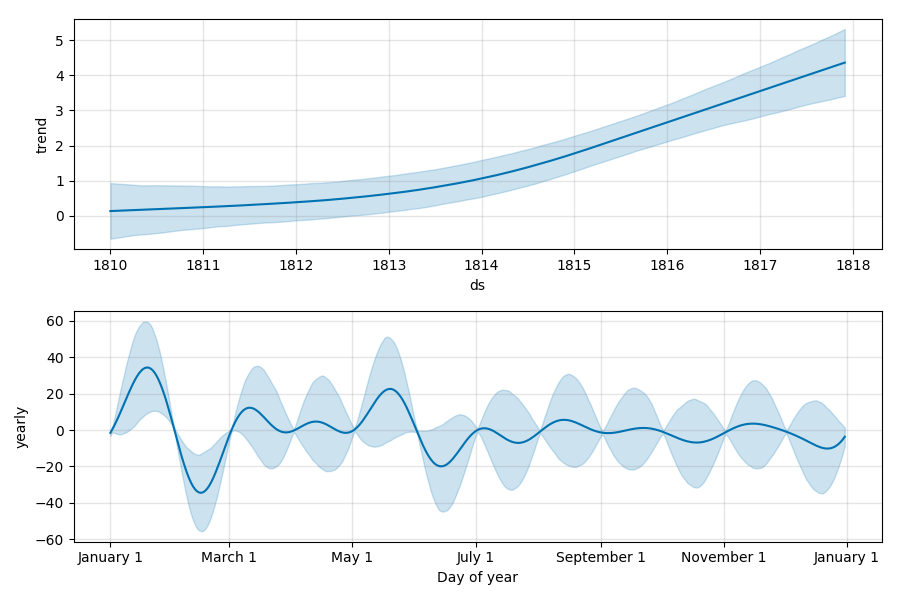 5
4
3
2
1
0
trend
1810 1811 1812 1813 1814 1815 1816 1817 1818
ds
60
40
20
0
−20
−40
−60
yearly
January 1 March 1 May 1 July 1 September 1 November 1 January 1
Day of year